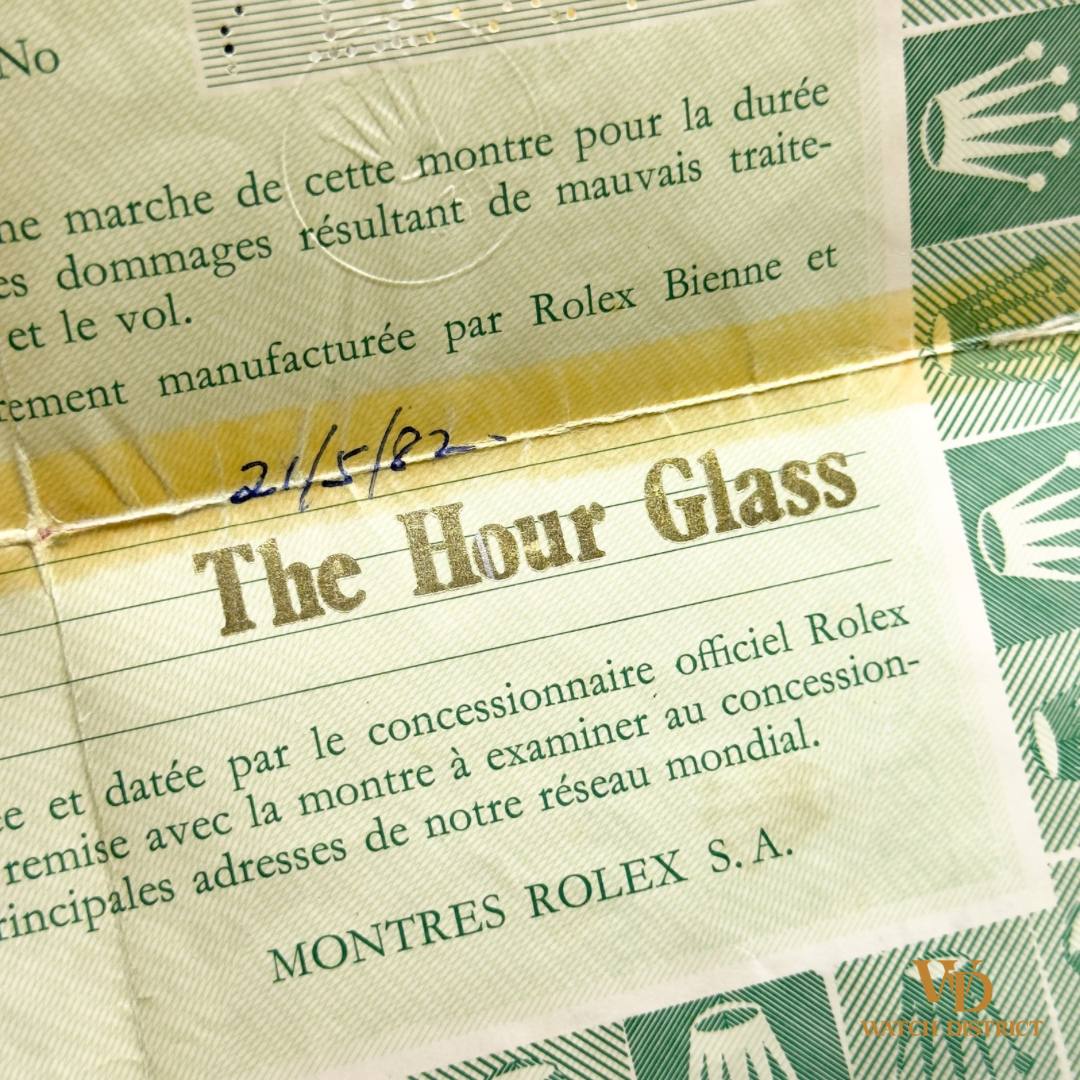 No
ne marche de cette montre pour la durée
es dommages résultant de mauvais traite-
et le vol.
rement manufacturée par Rolex Bienne et
21/5/82
The Hour Glass
e et datée par le concessionnaire officiel Rolex
remise avec la montre à examiner au concession-
rincipales adresses de notre réseau mondial.
MONTRES ROLEX S.A.
WD
WATCH DISTRICT